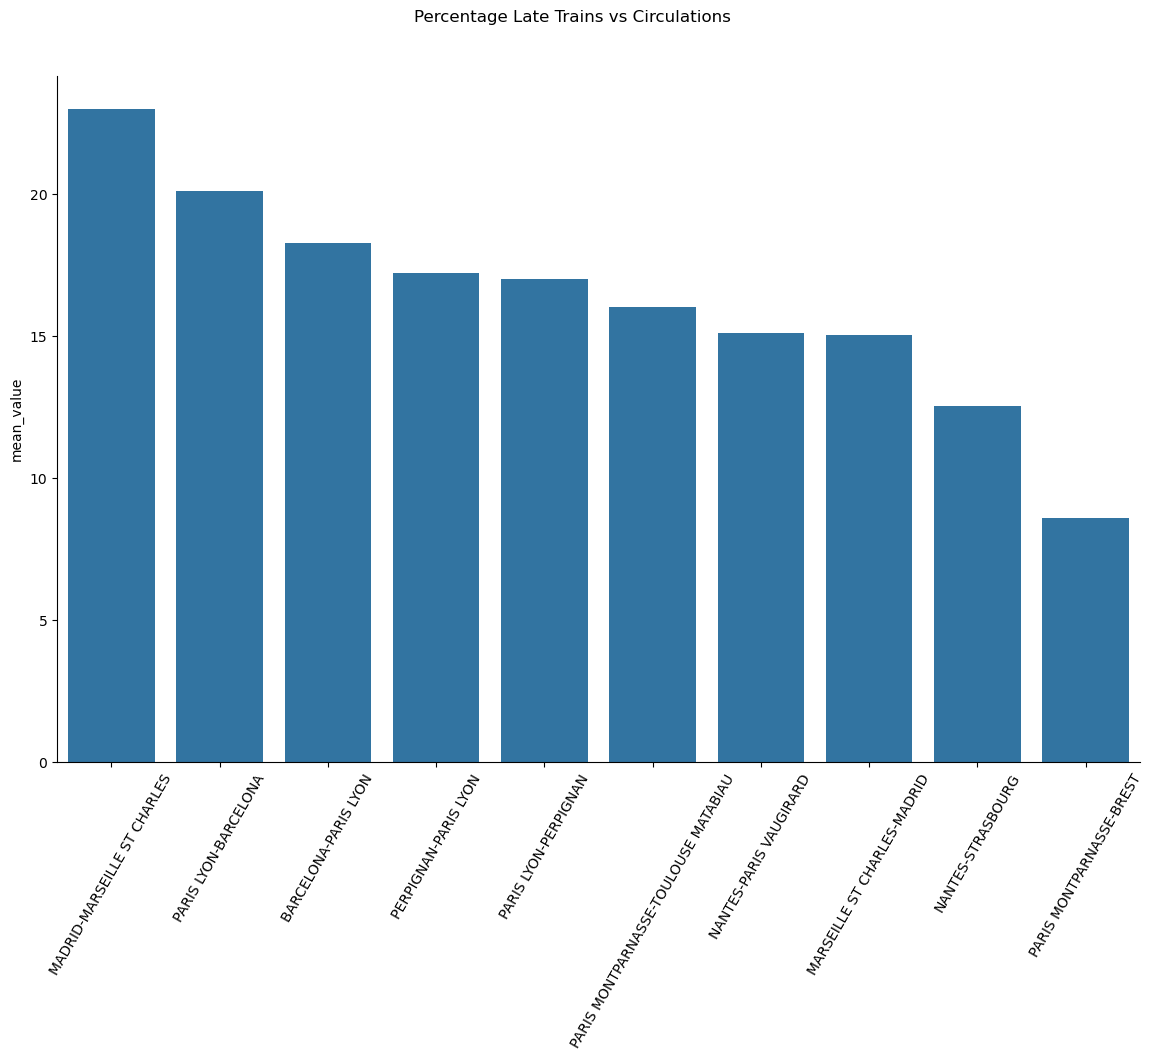 Percentage Late Trains vs Circulations
mean_value
20
15
10
5
0
MADRID-MARSEILLE ST CHARLES
PARIS LYON-BARCELONA
BARCELONA-PARIS LYON
PERPIGNAN-PARIS LYON
PARIS LYON-PERPIGNAN
PARIS MONTPARNASSE-TOULOUSE MATABIAU
NANTES-PARIS VAUGIRARD
MARSEILLE ST CHARLES-MADRID
NANTES-STRASBOURG
PARIS MONTPARNASSE-BREST